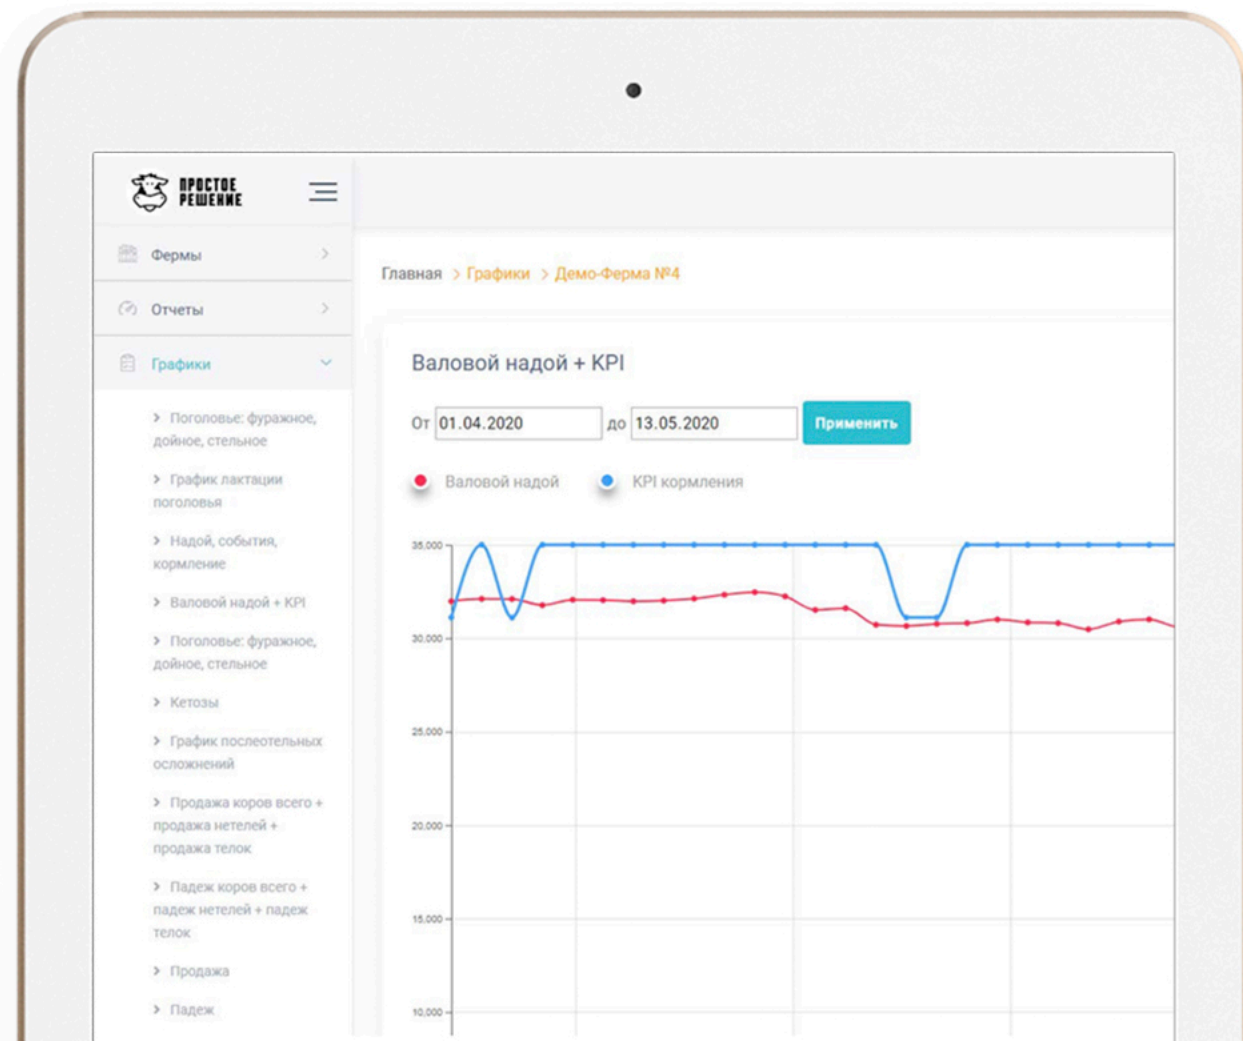 ПРОСТОЕ
РЕШЕНИЕ
Фермы
Отчеты
Графики
Поголовье: фуражное,
дойное, стельное
График лактации
поголовья
Надой, события,
кормление
Валовой надой + KPI
Поголовье: фуражное,
дойное, стельное
Кетозы
График послеотельных
осложнений
Продажа коров всего +
продажа нетелей +
продажа телок
Падеж коров всего +
падеж нетелей + падеж
телок
Продажа
Падеж
Главная > Графики > Демо-Ферма №4
Валовой надой + KPI
От 01.04.2020 до 13.05.2020 Применить
Валовой надой KPI кормления
35,000
30,000
25,000
20,000
15,000
10,000